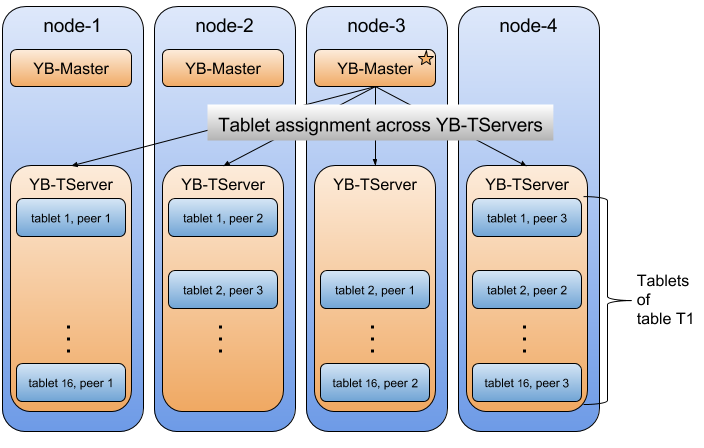 node-1
node-2
node-3
node-4
YB-Master
YB-Master
YB-Master
Tablet assignment across YB-TServers
YB-TServer
YB-TServer
YB-TServer
YB-TServer
tablet 1, peer 1
tablet 1, peer 2
tablet 1, peer 3
tablet 2, peer 3
tablet 2, peer 1
tablet 2, peer 2
Tablets
of
table T1
tablet 16, peer 1
tablet 16, peer 2
tablet 16, peer 3